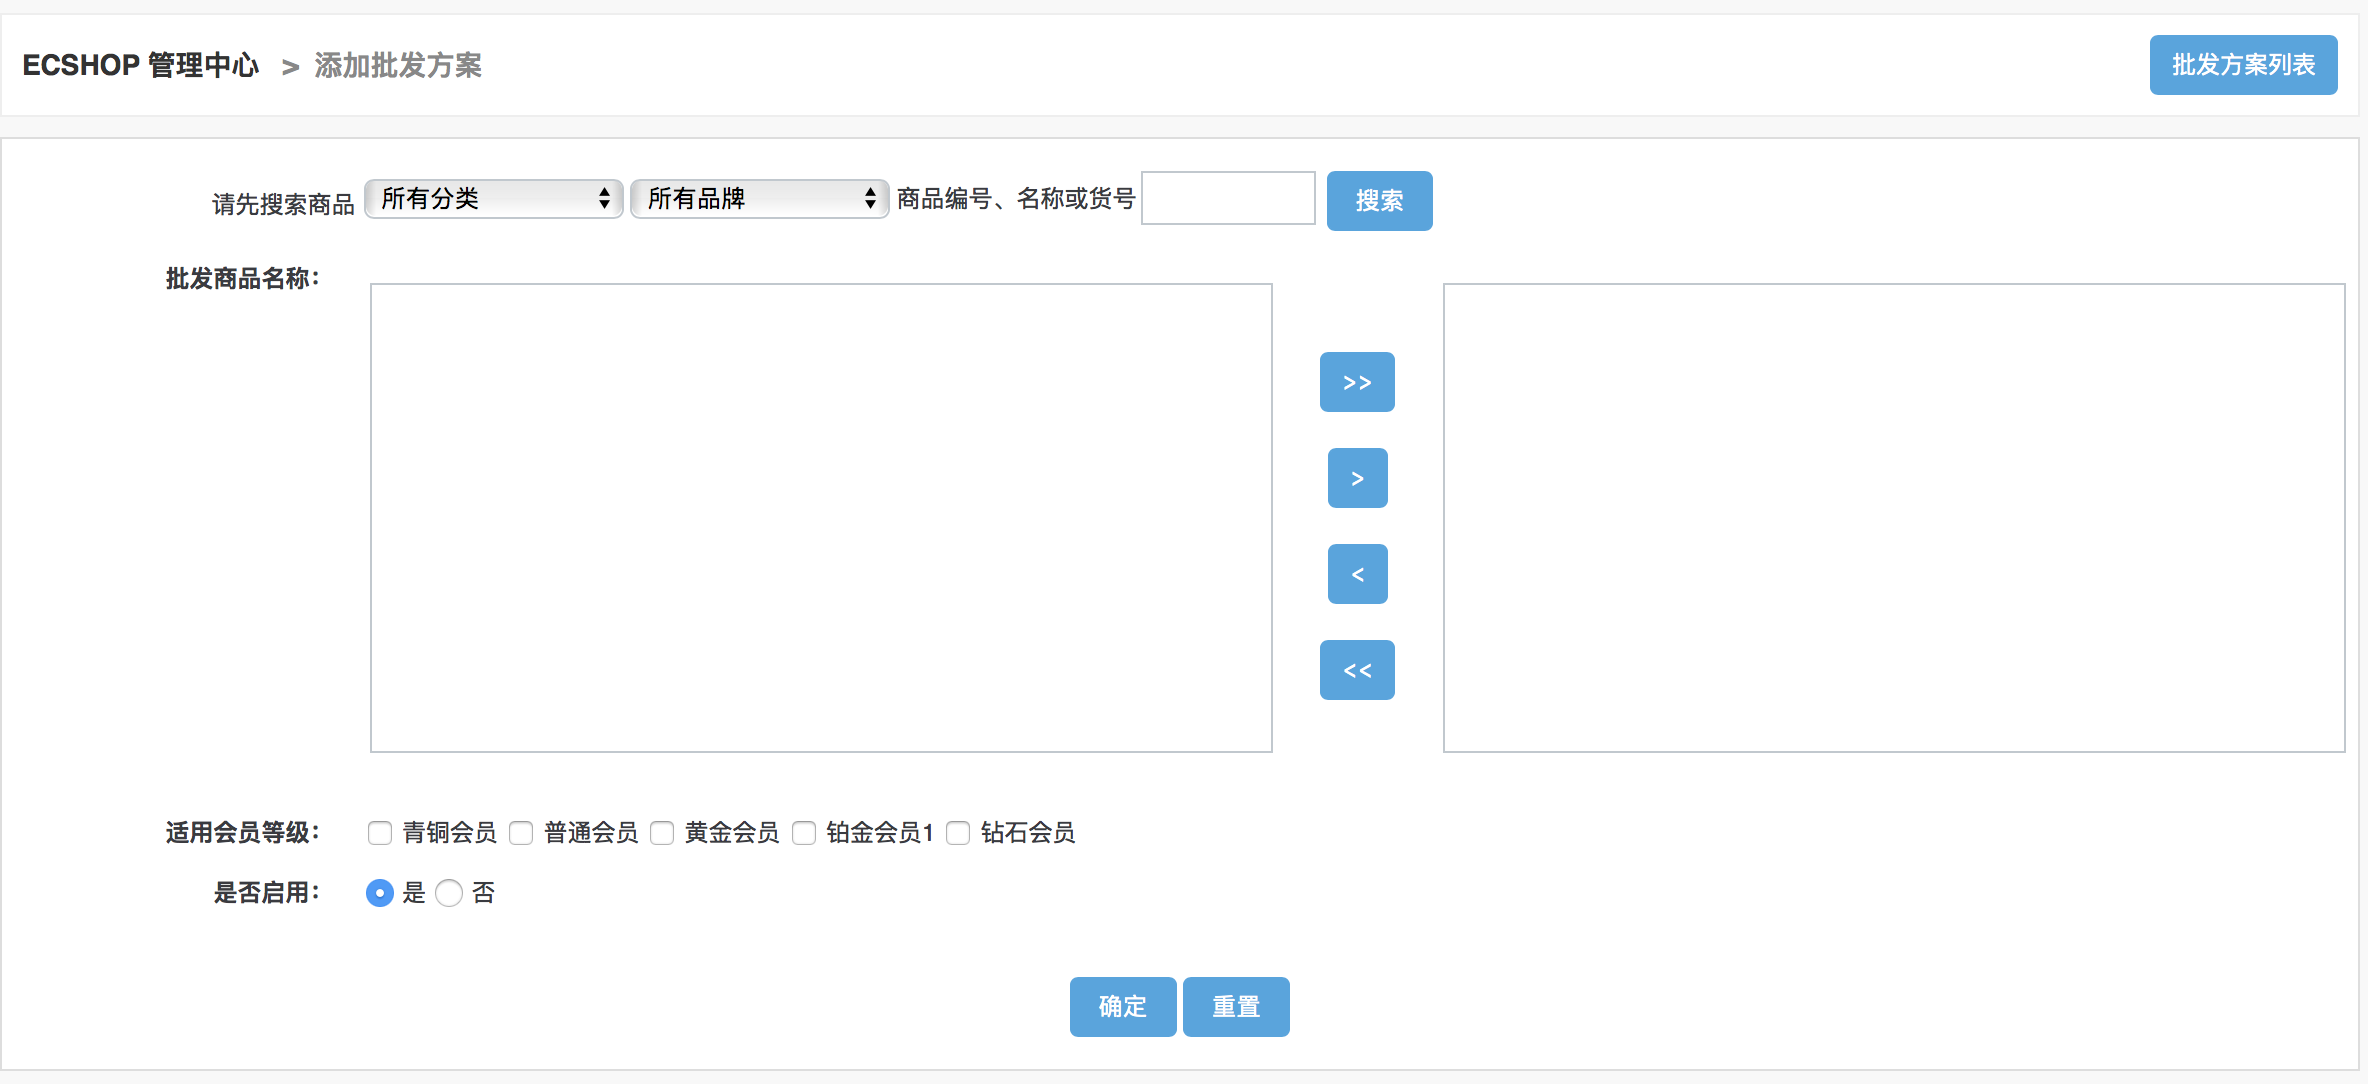 ECSHOP 管理中心 > 添加批发方案
批发方案列表
请先搜索商品 所有分类 所有品牌 商品编号、名称或货号 搜索
批发商品名称：
>>
>
<
<<
适用会员等级： 青铜会员 普通会员 黄金会员 铂金会员1 钻石会员
是否启用： 是 否
确定 重置